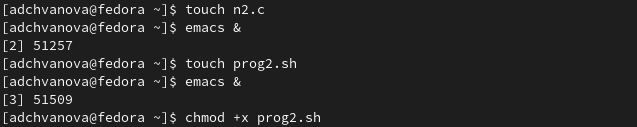 [adchvanova@fedora ~]$ touch n2.c
[adchvanova@fedora ~]$ emacs &
[2] 51257
[adchvanova@fedora ~]$ touch prog2.sh
[adchvanova@fedora ~]$ emacs &
[3] 51509
[adchvanova@fedora ~]$ chmod +x prog2.sh